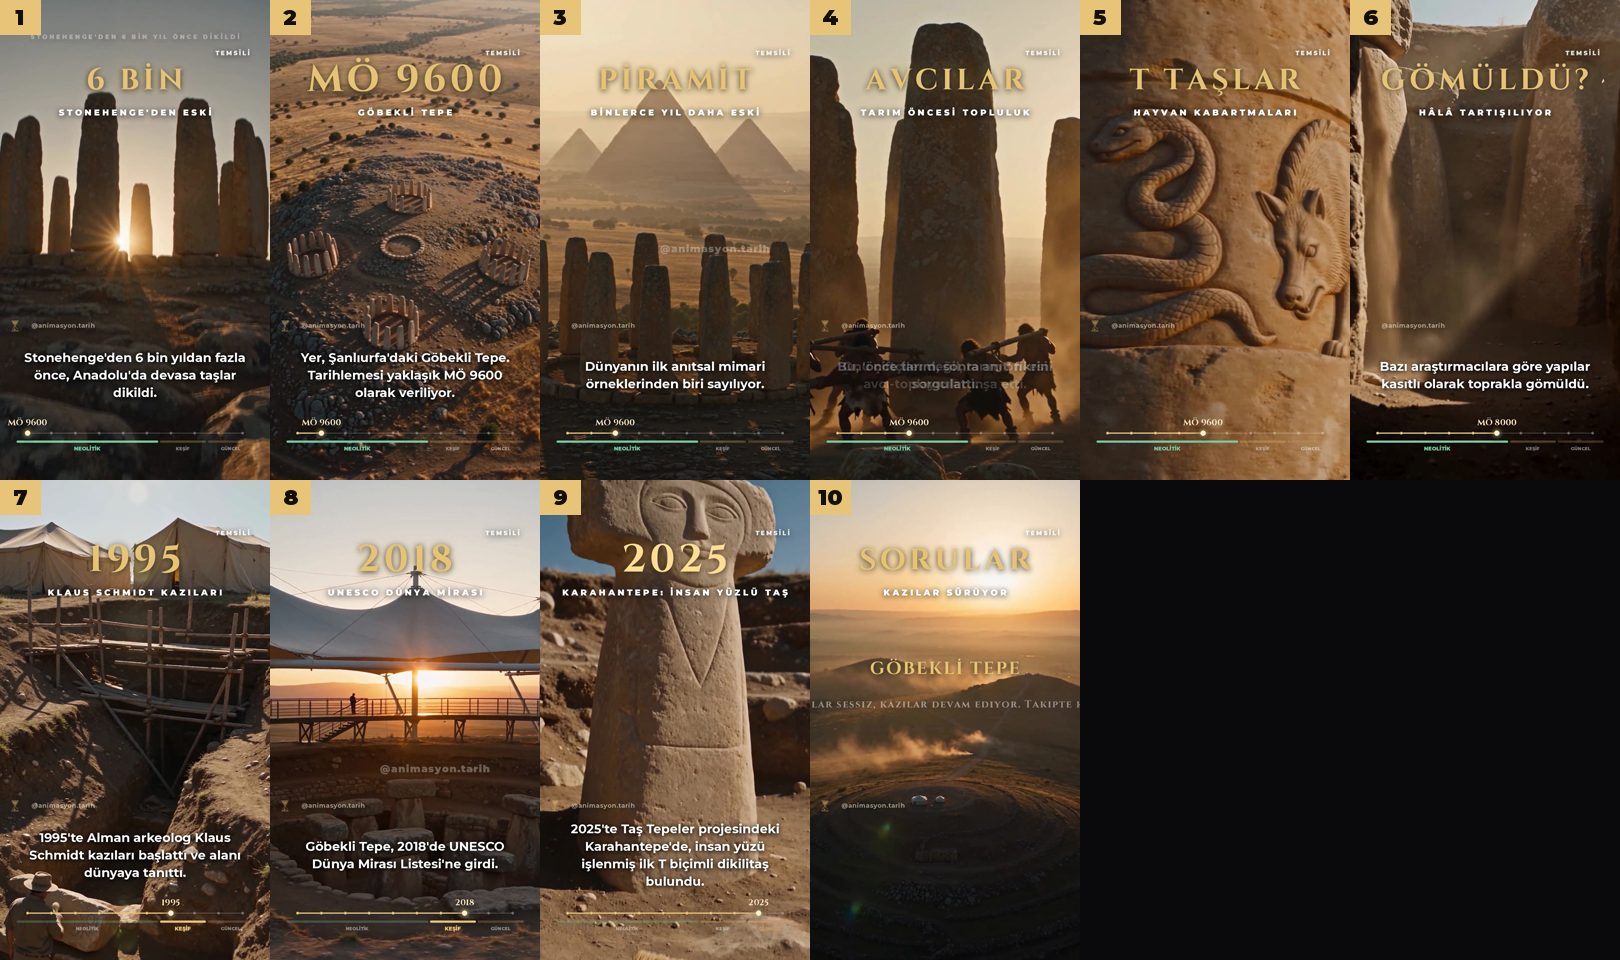 1
STONEHENGE'DEN 6 BİN YIL ÖNCE DİKİLDİ
TEMSİLİ
6 BİN
STONEHENGE'DEN ESKİ
@animasyon.tarih
Stonehenge'den 6 bin yıldan fazla
önce, Anadolu'da devasa taşlar
dikildi.
MÖ 9600
NEOLİTİK
KEŞİF
GÜNCEL
2
TEMSİLİ
MÖ 9600
GÖBEKLİ TEPE
@animasyon.tarih
Yer, Şanlıurfa'daki Göbekli Tepe.
Tarihlemesi yaklaşık MÖ 9600
olarak veriliyor.
MÖ 9600
NEOLİTİK
KEŞİF
GÜNCEL
3
TEMSİLİ
PİRAMİT
BİNLERCE YIL DAHA ESKİ
@animasyon.tarih
@animasyon.tarih
Dünyanın ilk anıtsal mimari
örneklerinden biri sayılıyor.
MÖ 9600
NEOLİTİK
KEŞİF
GÜNCEL
4
TEMSİLİ
AVCILAR
TARIM ÖNCESİ TOPLULUK
@animasyon.tarih
sorgulattı.
MÖ 9600
NEOLİTİK
KEŞİF
GÜNCEL
5
TEMSİLİ
T TAŞLAR
HAYVAN KABARTMALARI
@animasyon.tarih
MÖ 9600
NEOLİTİK
KEŞİF
GÜNCEL
6
TEMSİLİ
GÖMÜLDÜ?
HÂLÂ TARTIŞILIYOR
@animasyon.tarih
Bazı araştırmacılara göre yapılar
kasıtlı olarak toprakla gömüldü.
MÖ 8000
NEOLİTİK
KEŞİF
GÜNCEL
7
TEMSİLİ
1995
KLAUS SCHMIDT KAZILARI
@animasyon.tarih
1995'te Alman arkeolog Klaus
Schmidt kazıları başlattı ve alanı
dünyaya tanıttı.
1995
NEOLİTİK
KEŞİF
GÜNCEL
8
TEMSİLİ
2018
UNESCO DÜNYA MİRASI
@animasyon.tarih
@animasyon.tarih
Göbekli Tepe, 2018'de UNESCO
Dünya Mirası Listesi'ne girdi.
2018
NEOLİTİK
KEŞİF
GÜNCEL
9
TEMSİLİ
2025
KARAHANTEPE: İNSAN YÜZLÜ TAŞ
@animasyon.tarih
2025'te Taş Tepeler projesindeki
Karahantepe'de, insan yüzü
işlenmiş ilk T biçimli dikilitaş
bulundu.
2025
NEOLİTİK
KEŞİF
10
TEMSİLİ
SORULAR
KAZILAR SÜRÜYOR
GÖBEKLİ TEPE
LAR SESSIZ, KAZILAR DEVAM EDIYOR. TAKIPTE K
@animasyon.tarih